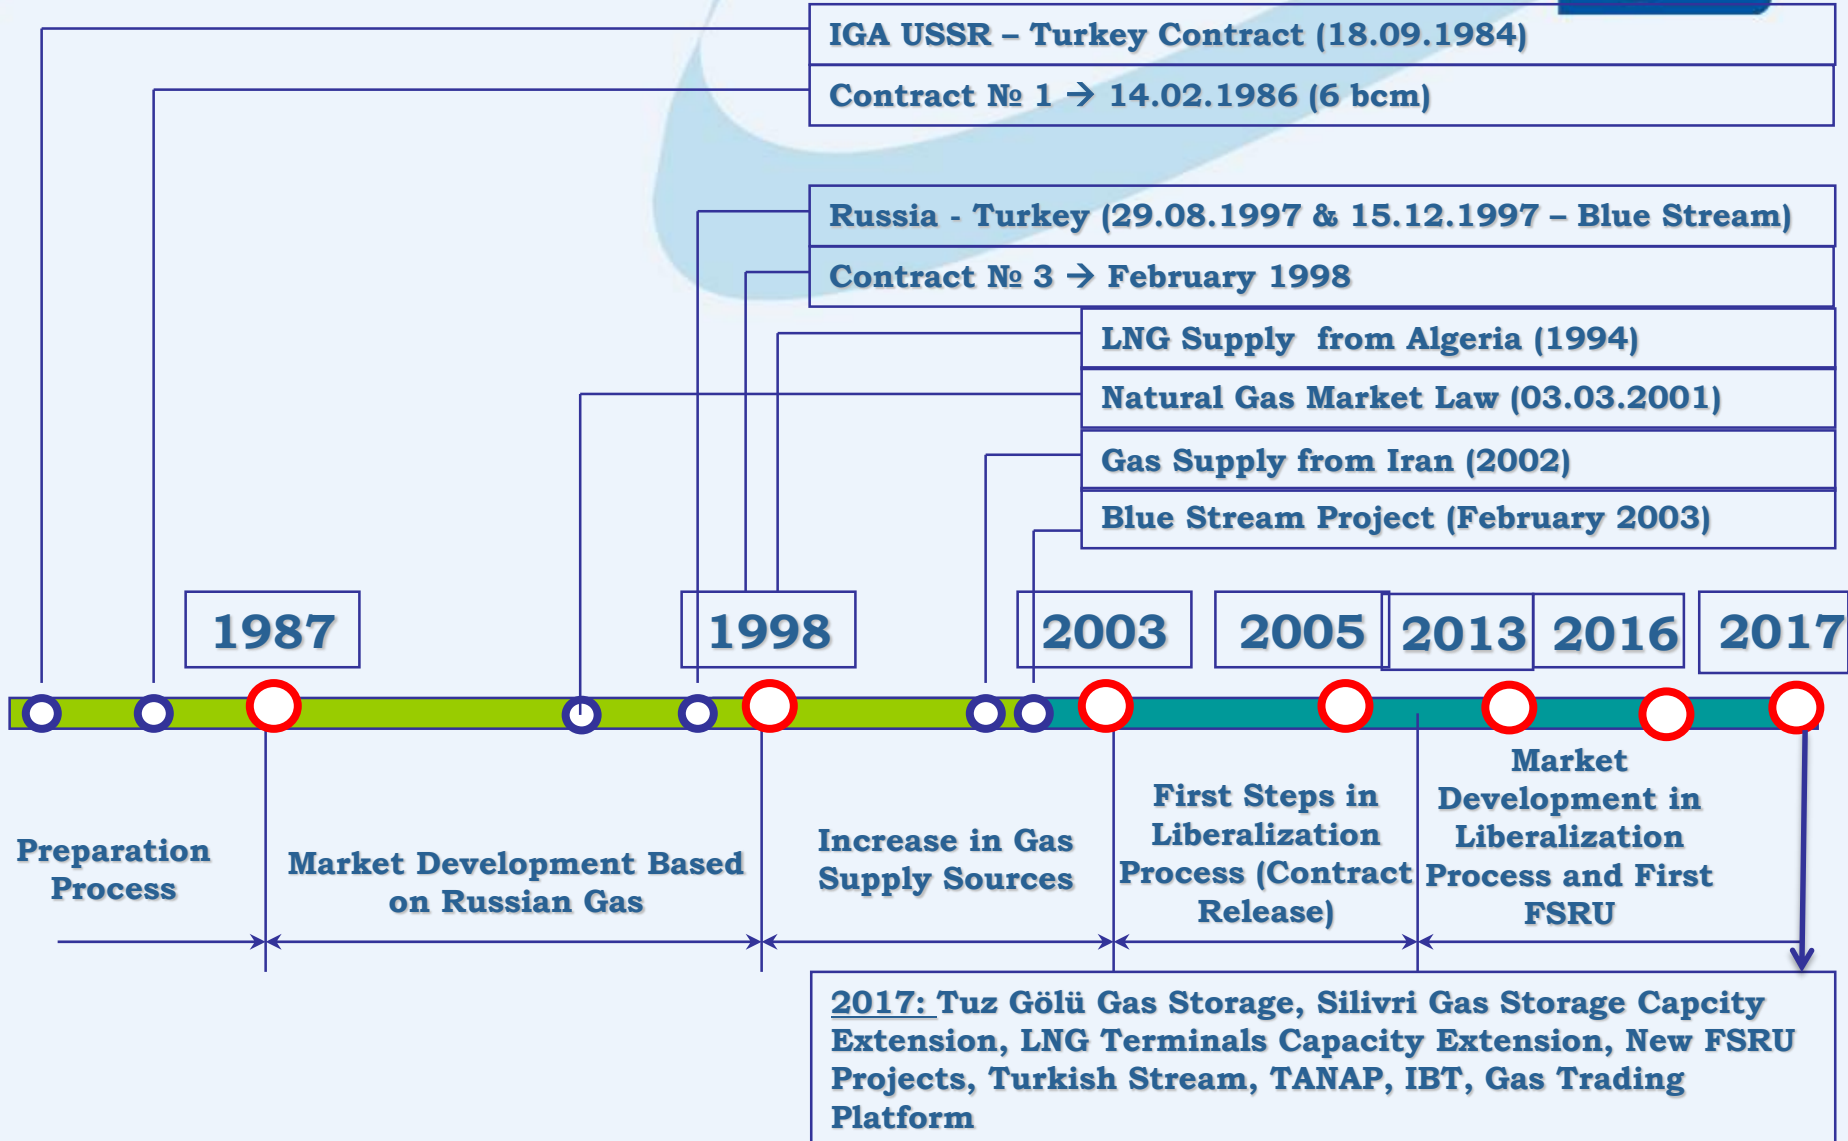 IGA USSR – Turkey Contract (18.09.1984)
Contract № 1 → 14.02.1986 (6 bcm)
Russia - Turkey (29.08.1997 & 15.12.1997 – Blue Stream)
Contract № 3 → February 1998
LNG Supply from Algeria (1994)
Natural Gas Market Law (03.03.2001)
Gas Supply from Iran (2002)
Blue Stream Project (February 2003)
1987
1998
2003
2005
2013
2016
2017
Preparation
Process
Market Development Based
on Russian Gas
Increase in Gas
Supply Sources
First Steps in
Liberalization
Process (Contract
Release)
Market
Development in
Liberalization
Process and First
FSRU
2017: Tuz Gölü Gas Storage, Silivri Gas Storage Capcity
Extension, LNG Terminals Capacity Extension, New FSRU
Projects, Turkish Stream, TANAP, IBT, Gas Trading
Platform